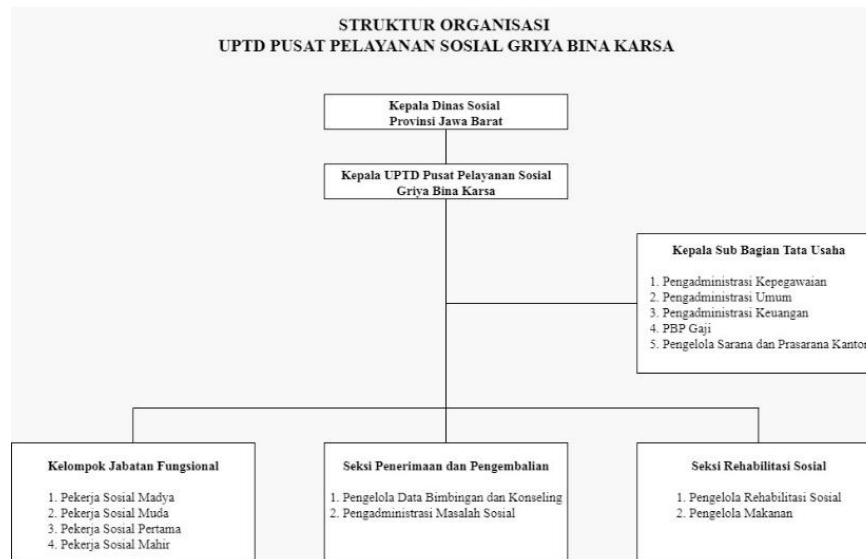 STRUKTUR ORGANISASI
UPTD PUSAT PELAYANAN SOSIAL GRIYA BINA KARSA
Kepala Dinas Sosial
Provinsi Jawa Barat
Kepala UPTD Pusat Pelayanan Sosial
Griya Bina Karsa
Kepala Sub Bagian Tata Usaha
1. Pengadministrasi Kepegawaian
2. Pengadministrasi Umum
3. Pengadministrasi Keuangan
4. PBP Gaji
5. Pengelola Sarana dan Prasarana Kantor
Kelompok Jabatan Fungsional
1. Pekerja Sosial Madya
2. Pekerja Sosial Muda
3. Pekerja Sosial Pertama
4. Pekerja Sosial Mahir
Seksi Penerimaan dan Pengembalian
1. Pengelola Data Bimbingan dan Konseling
2. Pengadministrasi Masalah Sosial
Seksi Rehabilitasi Sosial
1. Pengelola Rehabilitasi Sosial
2. Pengelola Makanan